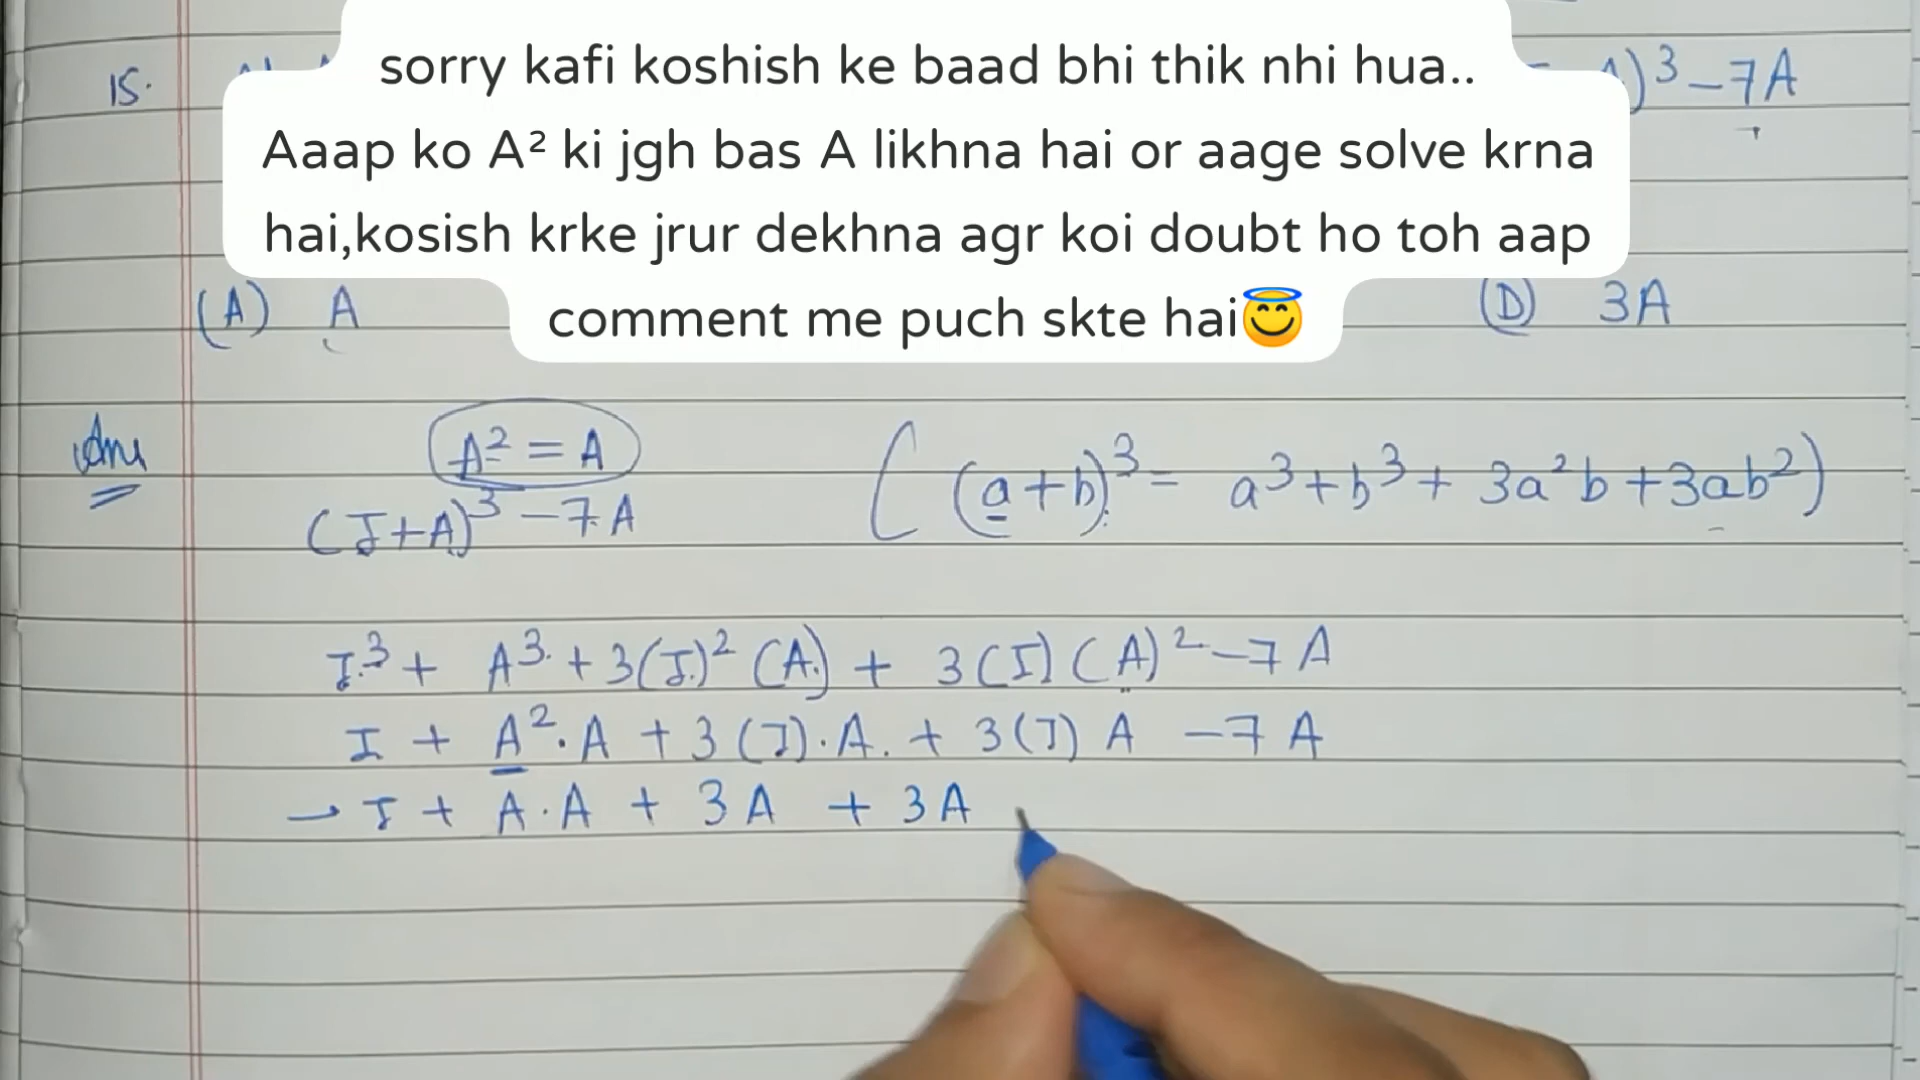 sorry kafi koshish ke baad bhi thik nhi hua..
Aaap ko A² ki jgh bas A likhna hai or aage solve krna
hai,kosish krke jrur dekhna agr koi doubt ho toh aap
comment me puch skte hai😇
15. A)³ – 7A
(A) A (D) 3A
Ans
A² = A
((a+b)³ = a³ + b³ + 3a²b + 3ab²)
(I+A)³ – 7A
I³ + A³ + 3(I)² (A) + 3(I)(A)² – 7A
I + A².A + 3(I).A + 3(I) A – 7A
→ I + A.A + 3A + 3A